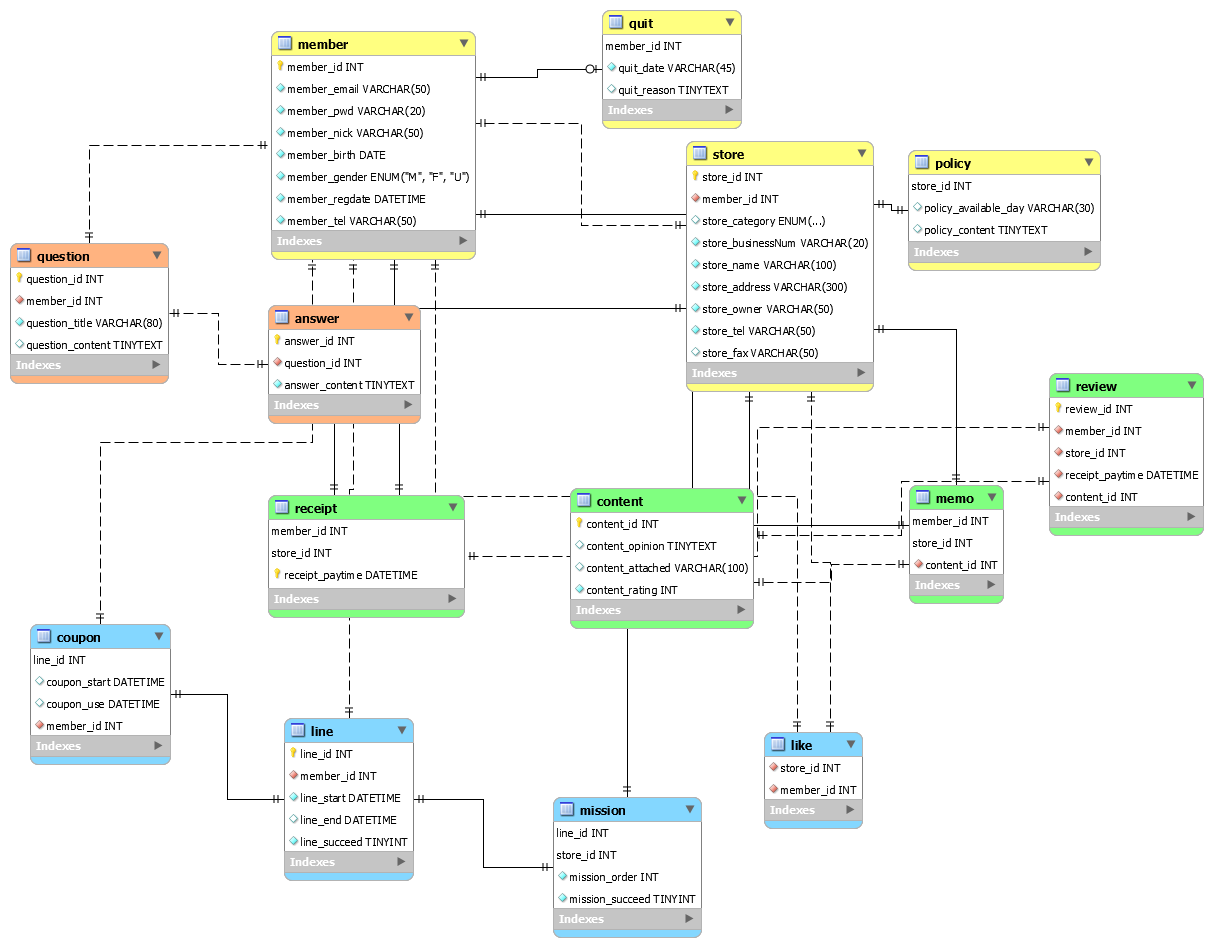 quit
member_id INT
quit_date VARCHAR(45)
quit_reason TINYTEXT
Indexes
member
member_id INT
member_email VARCHAR(50)
member_pwd VARCHAR(20)
member_nick VARCHAR(50)
member_birth DATE
member_gender ENUM("M", "F", "U")
member_regdate DATETIME
member_tel VARCHAR(50)
Indexes
store
store_id INT
member_id INT
store_category ENUM(...)
store_businessNum VARCHAR(20)
store_name VARCHAR(100)
store_address VARCHAR(300)
store_owner VARCHAR(50)
store_tel VARCHAR(50)
store_fax VARCHAR(50)
Indexes
policy
store_id INT
policy_available_day VARCHAR(30)
policy_content TINYTEXT
Indexes
question
question_id INT
member_id INT
question_title VARCHAR(80)
question_content TINYTEXT
Indexes
answer
answer_id INT
question_id INT
answer_content TINYTEXT
Indexes
review
review_id INT
member_id INT
store_id INT
receipt_paytime DATETIME
content_id INT
Indexes
receipt
member_id INT
store_id INT
receipt_paytime DATETIME
Indexes
content
content_id INT
content_opinion TINYTEXT
content_attached VARCHAR(100)
content_rating INT
Indexes
memo
member_id INT
store_id INT
content_id INT
Indexes
coupon
line_id INT
coupon_start DATETIME
coupon_use DATETIME
member_id INT
Indexes
line
line_id INT
member_id INT
line_start DATETIME
line_end DATETIME
line_succeed TINYINT
Indexes
like
store_id INT
member_id INT
Indexes
mission
line_id INT
store_id INT
mission_order INT
mission_succeed TINYINT
Indexes